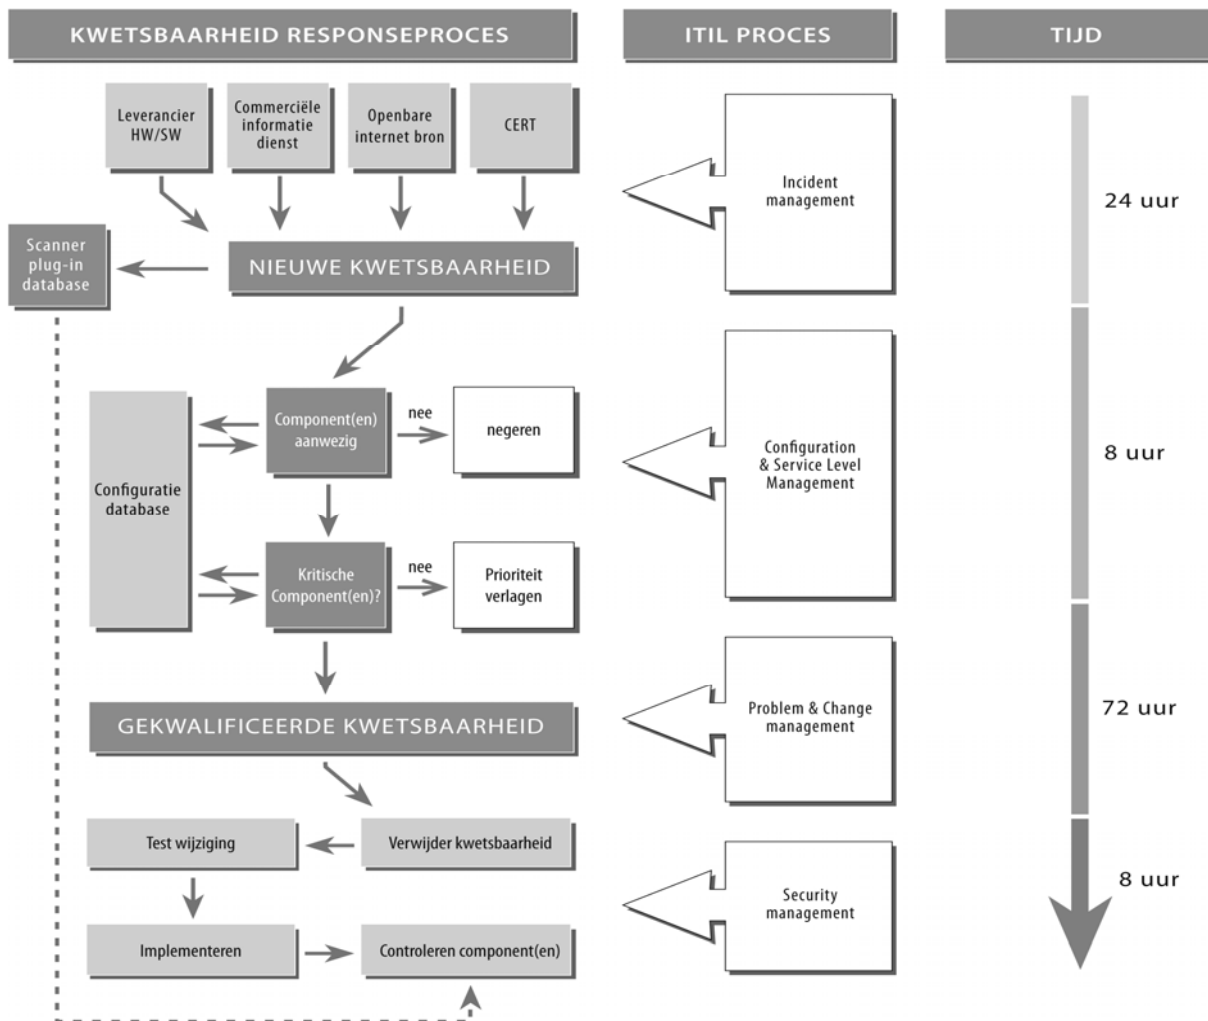 KWETSBAARHEID RESPONSEPROCES
ITIL PROCES
TIJD
Leverancier
HW/SW
Commerciële
informatie
dienst
Openbare
internet bron
CERT
Incident
management
24 uur
Scanner
plug-in
database
NIEUWE KWETSBAARHEID
Configuratie
database
Component(en)
aanwezig
nee
negeren
Configuration
& Service Level
Management
8 uur
Kritische
Component(en)?
nee
Prioriteit
verlagen
GEKWALIFICEERDE KWETSBAARHEID
Problem & Change
management
72 uur
Test wijziging
Verwijder kwetsbaarheid
Security
management
8 uur
Implementeren
Controleren component(en)